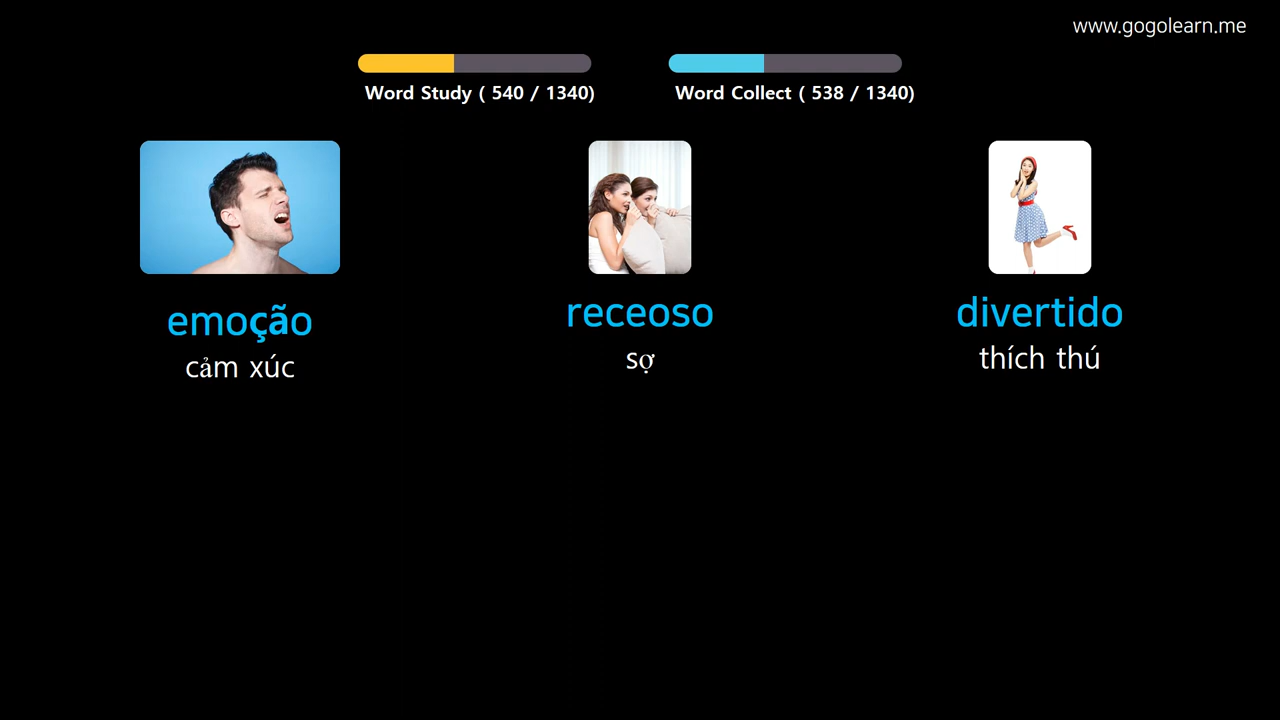 www.gogolearn.me
Word Study ( 540 / 1340)
Word Collect ( 538 / 1340)
emoção
cảm xúc
receoso
sợ
divertido
thích thú